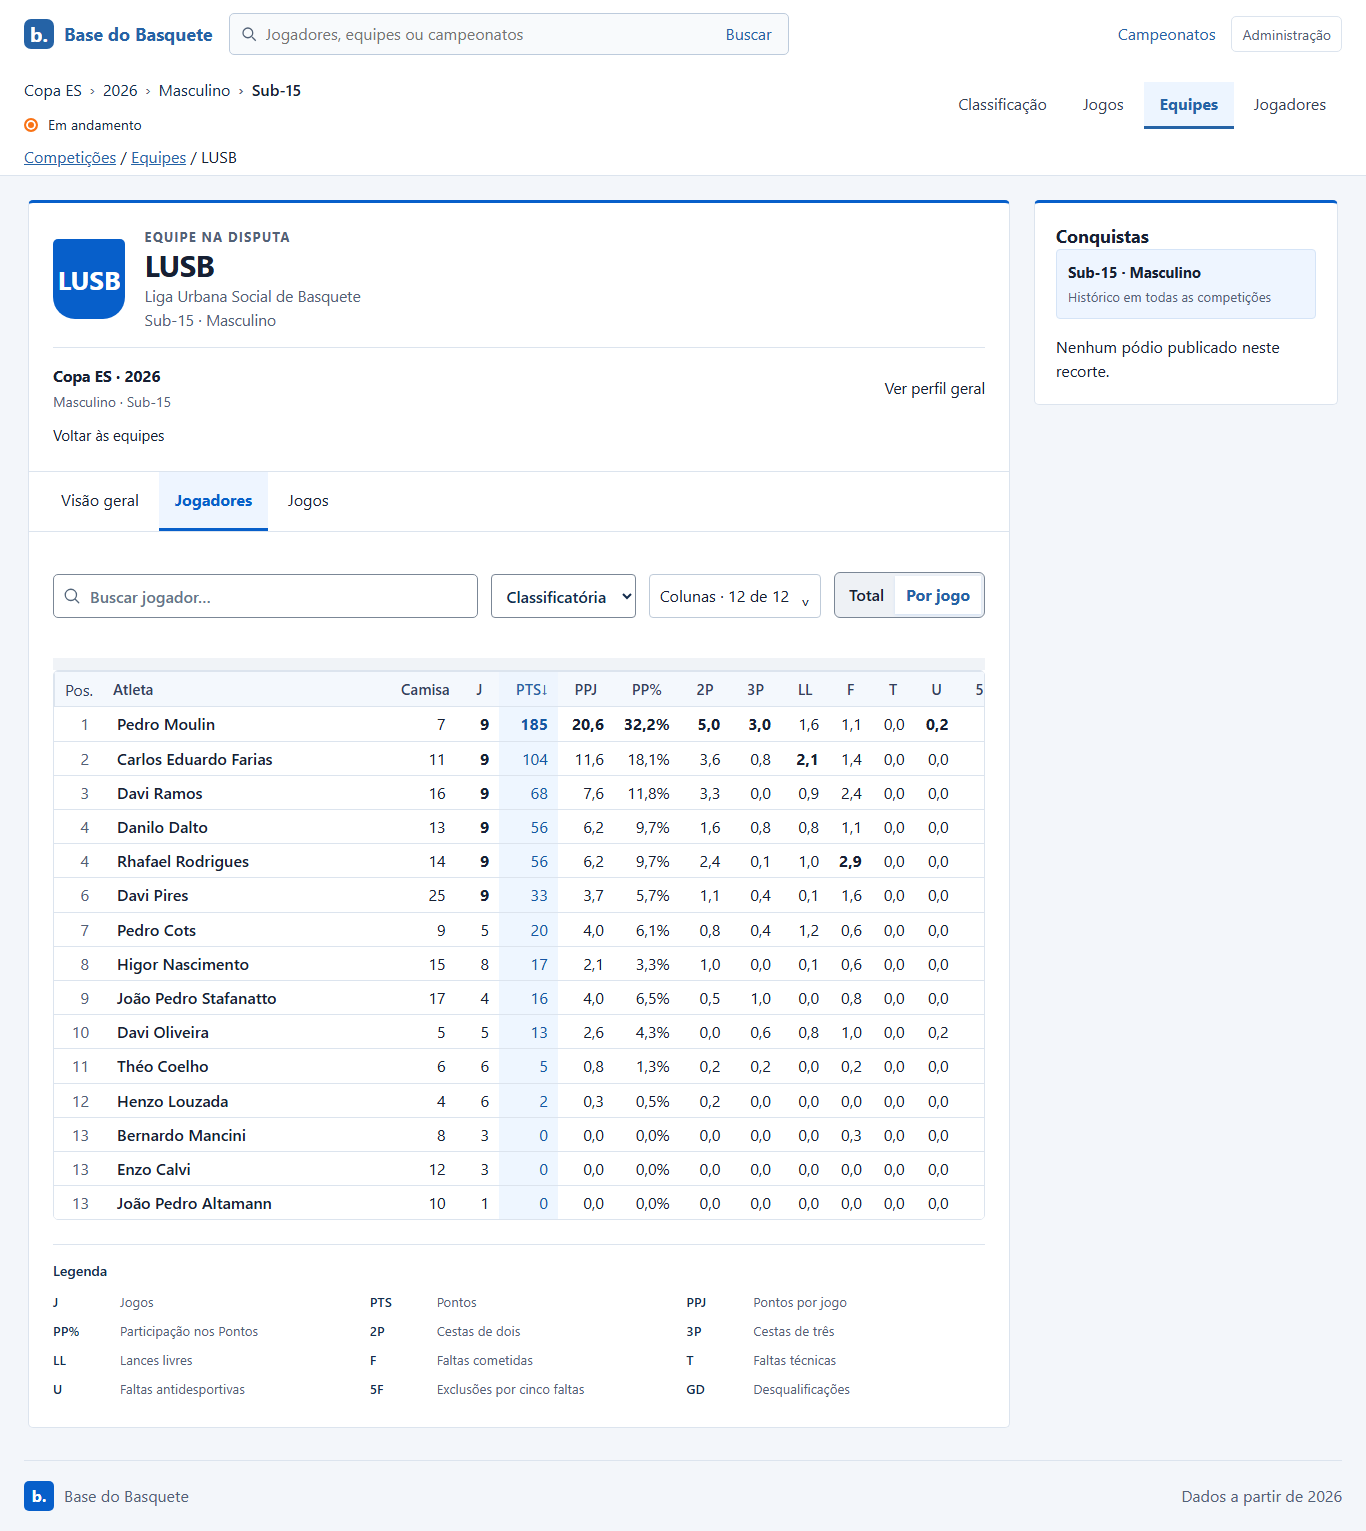 b. Base do Basquete
Jogadores, equipes ou campeonatos
Buscar
Campeonatos
Administração
Copa ES › 2026 › Masculino › Sub-15
Em andamento
Classificação Jogos Equipes Jogadores
Competições / Equipes / LUSB
LUSB
EQUIPE NA DISPUTA
LUSB
Liga Urbana Social de Basquete
Sub-15 · Masculino
Copa ES · 2026
Masculino · Sub-15
Ver perfil geral
Voltar às equipes
Visão geral Jogadores Jogos
Buscar jogador...
Classificatória
Colunas · 12 de 12 v
Total Por jogo
Pos. Atleta Camisa J PTS↓ PPJ PP% 2P 3P LL F T U 5
1 Pedro Moulin 7 9 185 20,6 32,2% 5,0 3,0 1,6 1,1 0,0 0,2
2 Carlos Eduardo Farias 11 9 104 11,6 18,1% 3,6 0,8 2,1 1,4 0,0 0,0
3 Davi Ramos 16 9 68 7,6 11,8% 3,3 0,0 0,9 2,4 0,0 0,0
4 Danilo Dalto 13 9 56 6,2 9,7% 1,6 0,8 0,8 1,1 0,0 0,0
4 Rhafael Rodrigues 14 9 56 6,2 9,7% 2,4 0,1 1,0 2,9 0,0 0,0
6 Davi Pires 25 9 33 3,7 5,7% 1,1 0,4 0,1 1,6 0,0 0,0
7 Pedro Cots 9 5 20 4,0 6,1% 0,8 0,4 1,2 0,6 0,0 0,0
8 Higor Nascimento 15 8 17 2,1 3,3% 1,0 0,0 0,1 0,6 0,0 0,0
9 João Pedro Stafanatto 17 4 16 4,0 6,5% 0,5 1,0 0,0 0,8 0,0 0,0
10 Davi Oliveira 5 5 13 2,6 4,3% 0,0 0,6 0,8 1,0 0,0 0,2
11 Théo Coelho 6 6 5 0,8 1,3% 0,2 0,2 0,0 0,2 0,0 0,0
12 Henzo Louzada 4 6 2 0,3 0,5% 0,2 0,0 0,0 0,0 0,0 0,0
13 Bernardo Mancini 8 3 0 0,0 0,0% 0,0 0,0 0,0 0,3 0,0 0,0
13 Enzo Calvi 12 3 0 0,0 0,0% 0,0 0,0 0,0 0,0 0,0 0,0
13 João Pedro Altamann 10 1 0 0,0 0,0% 0,0 0,0 0,0 0,0 0,0 0,0
Legenda
J Jogos PTS Pontos PPJ Pontos por jogo
PP% Participação nos Pontos 2P Cestas de dois 3P Cestas de três
LL Lances livres F Faltas cometidas T Faltas técnicas
U Faltas antidesportivas 5F Exclusões por cinco faltas GD Desqualificações
Conquistas
Sub-15 · Masculino
Histórico em todas as competições
Nenhum pódio publicado neste
recorte.
b. Base do Basquete
Dados a partir de 2026